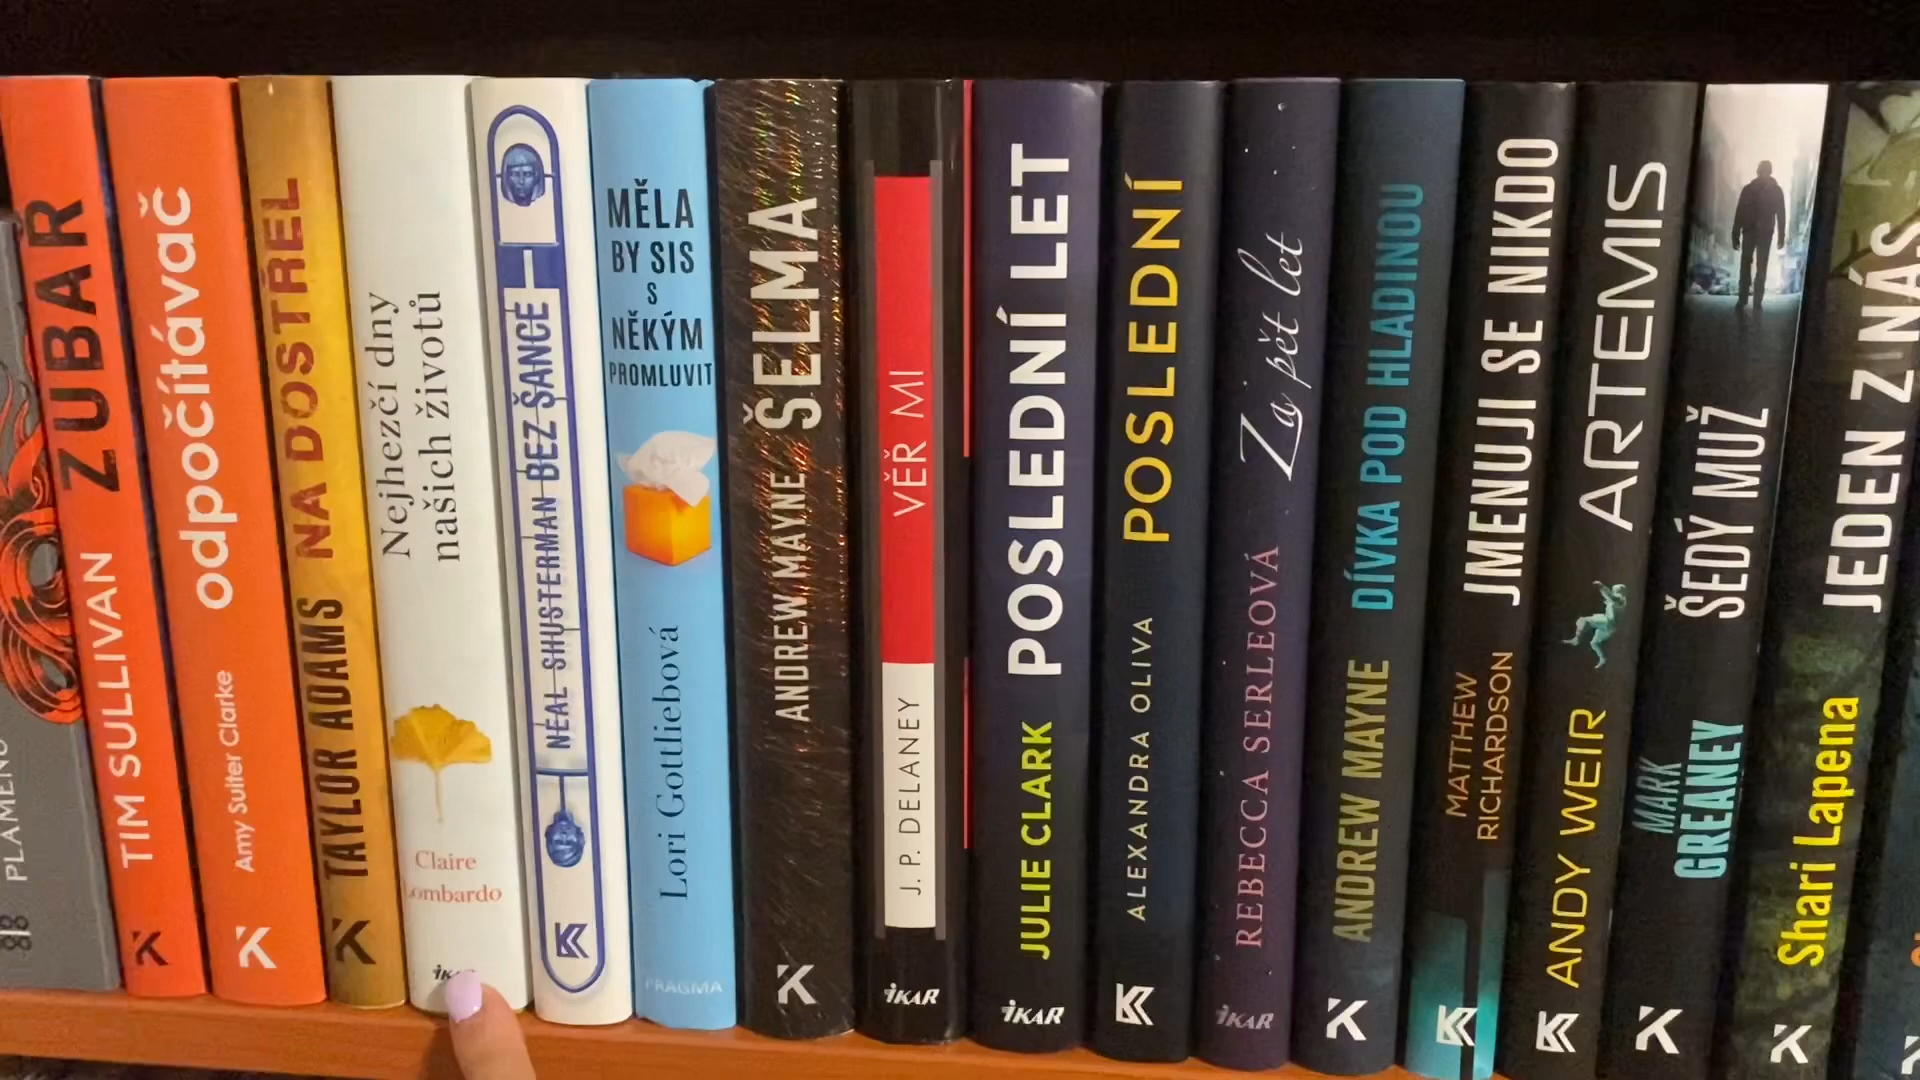 PLAMENŮ
ZUBAŘ
TIM SULLIVAN
odpočítávač
Amy Suiter Clarke
NA DOSTŘEL
TAYLOR ADAMS
Nejhezčí dny
našich životů
Claire
Lombardo
NEAL SHUSTERMAN BEZ ŠANCE
MĚLA
BY SIS
S
NĚKÝM
PROMLUVIT
Lori Gottliebová
PRAGMA
ANDREW MAYNE ŠELMA
VĚŘ MI
J. P. DELANEY
iKAR
POSLEDNÍ LET
JULIE CLARK
iKAR
POSLEDNÍ
ALEXANDRA OLIVA
Za pět let
REBECCA SERLEOVÁ
iKAR
DÍVKA POD HLADINOU
ANDREW MAYNE
JMENUJI SE NIKDO
MATTHEW
RICHARDSON
ARTEMIS
ANDY WEIR
ŠEDÝ MUŽ
MARK
GREANEY
JEDEN Z NÁS
Shari Lapena